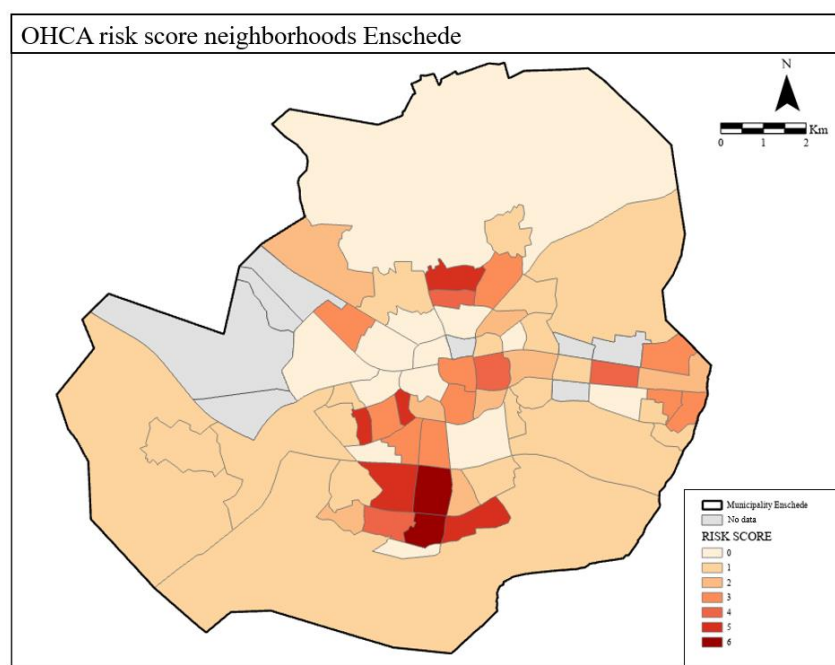 OHCA risk score neighborhoods Enschede
N
Km
0 1 2
Municipality Enschede
No data
RISK SCORE
0
1
2
3
4
5
6